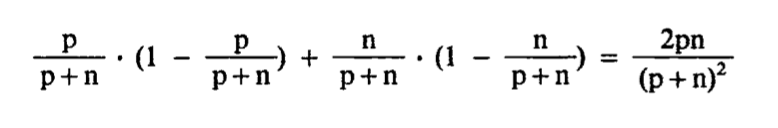 p/(p+n) · (1 − p/(p+n)) + n/(p+n) · (1 − n/(p+n)) = 2pn/(p+n)²